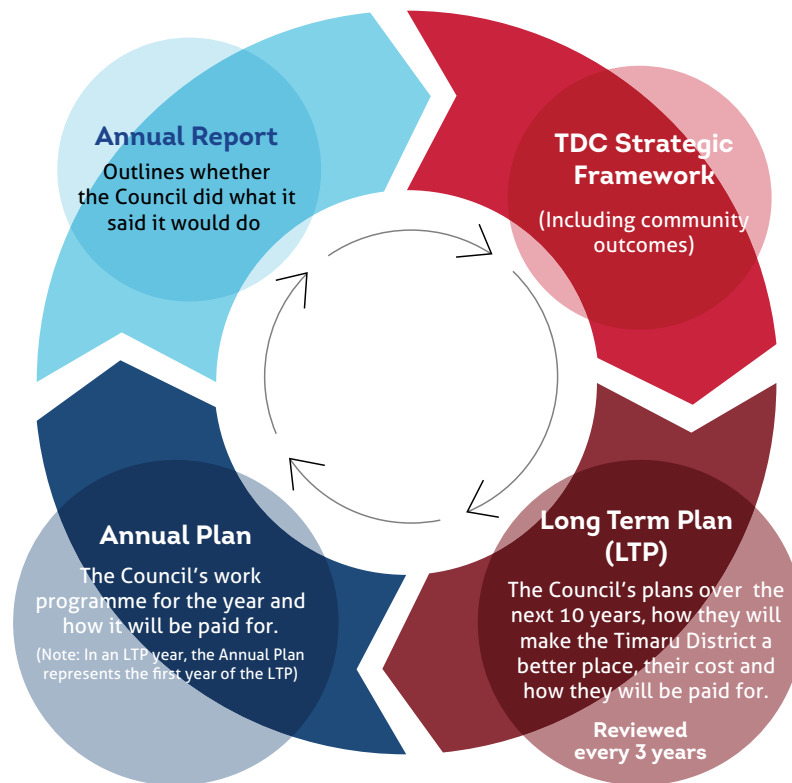 Annual Report
Outlines whether
the Council did what it
said it would do
TDC Strategic
Framework
(Including community
outcomes)
Long Term Plan
(LTP)
The Council’s plans over the
next 10 years, how they will
make the Timaru District a
better place, their cost and
how they will be paid for.
Reviewed
every 3 years
Annual Plan
The Council’s work
programme for the year and
how it will be paid for.
(Note: In an LTP year, the Annual Plan
represents the first year of the LTP)